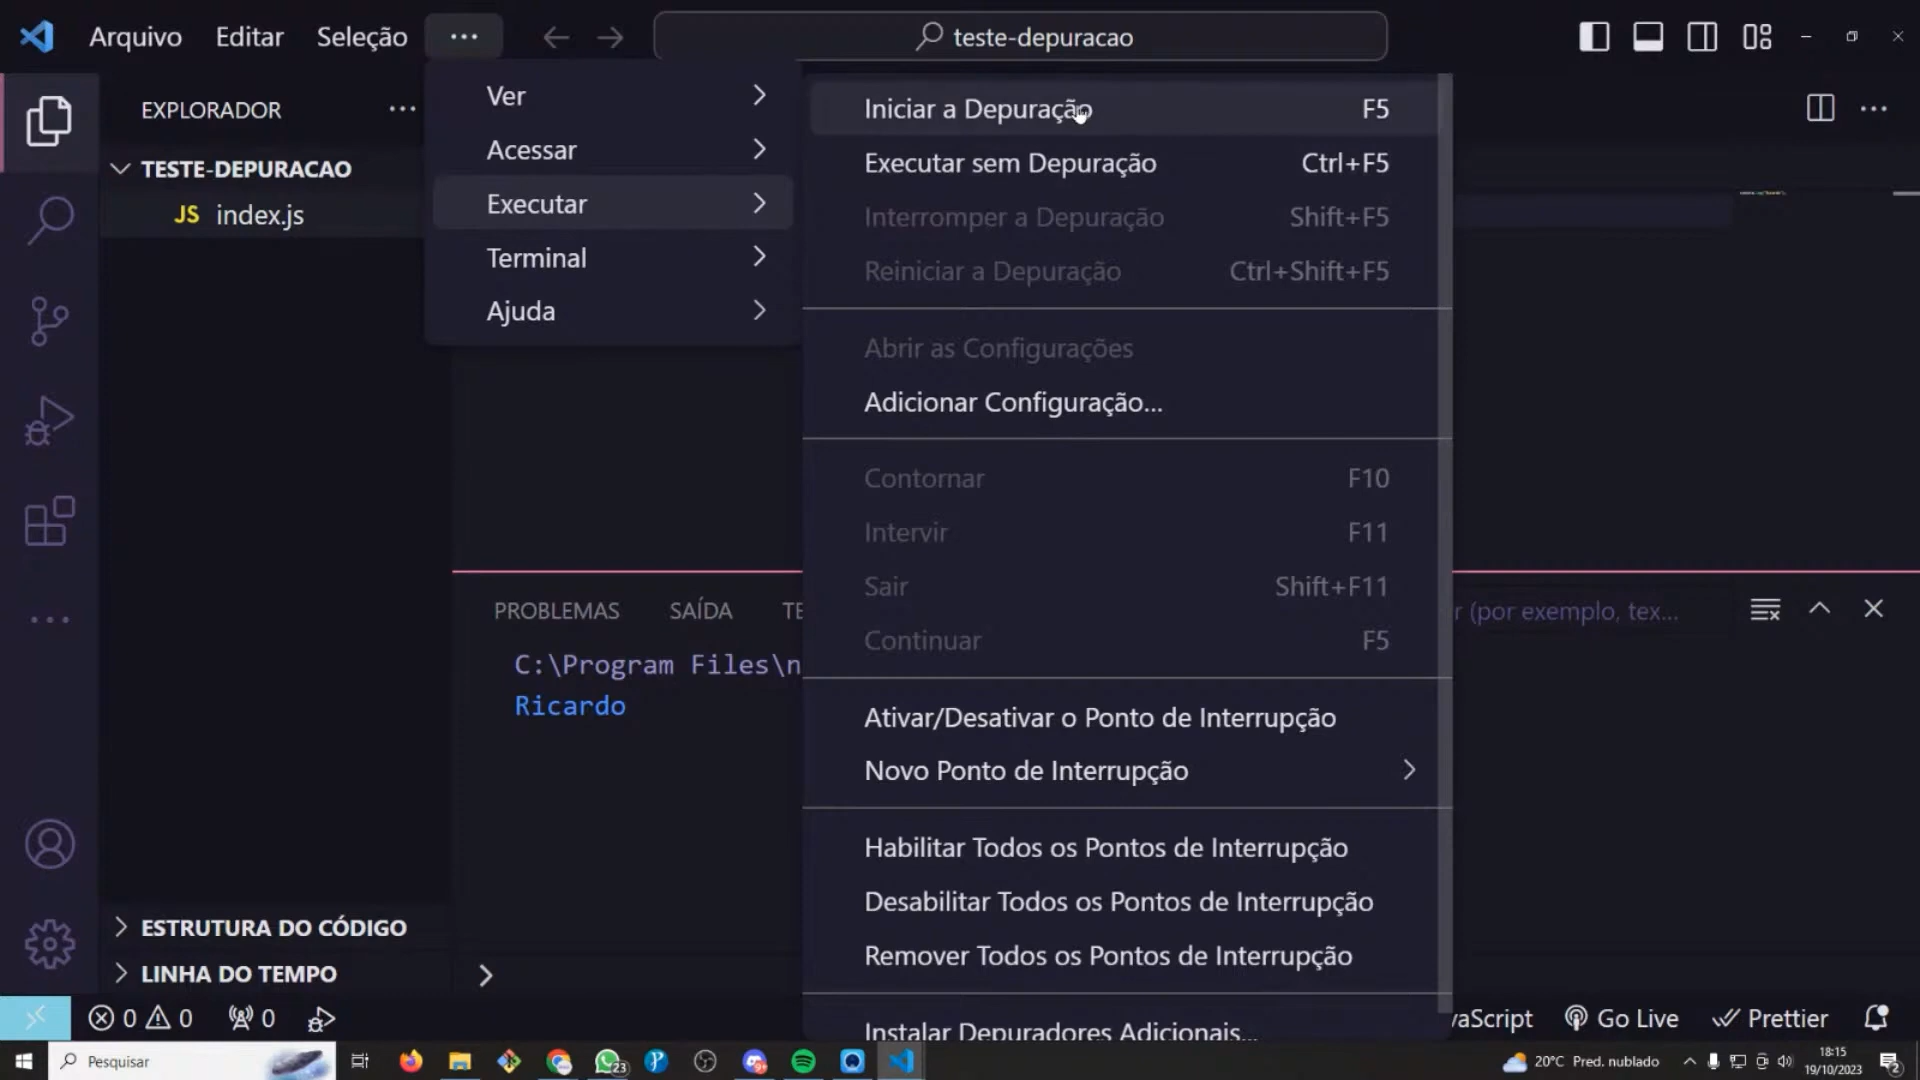 Arquivo Editar Seleção ... teste-depuracao
EXPLORADOR
TESTE-DEPURACAO
JS index.js
Ver
Acessar
Executar
Terminal
Ajuda
Iniciar a Depuração F5
Executar sem Depuração Ctrl+F5
Interromper a Depuração Shift+F5
Reiniciar a Depuração Ctrl+Shift+F5
Abrir as Configurações
Adicionar Configuração...
Contornar F10
Intervir F11
Sair Shift+F11
Continuar F5
Ativar/Desativar o Ponto de Interrupção
Novo Ponto de Interrupção
Habilitar Todos os Pontos de Interrupção
Desabilitar Todos os Pontos de Interrupção
Remover Todos os Pontos de Interrupção
Instalar Depuradores Adicionais...
PROBLEMAS SAÍDA TE r (por exemplo, tex...
C:\Program Files\n
Ricardo
ESTRUTURA DO CÓDIGO
LINHA DO TEMPO
0 0 0 vaScript Go Live Prettier
Pesquisar 23 20°C Pred. nublado 18:15
19/10/2023 2